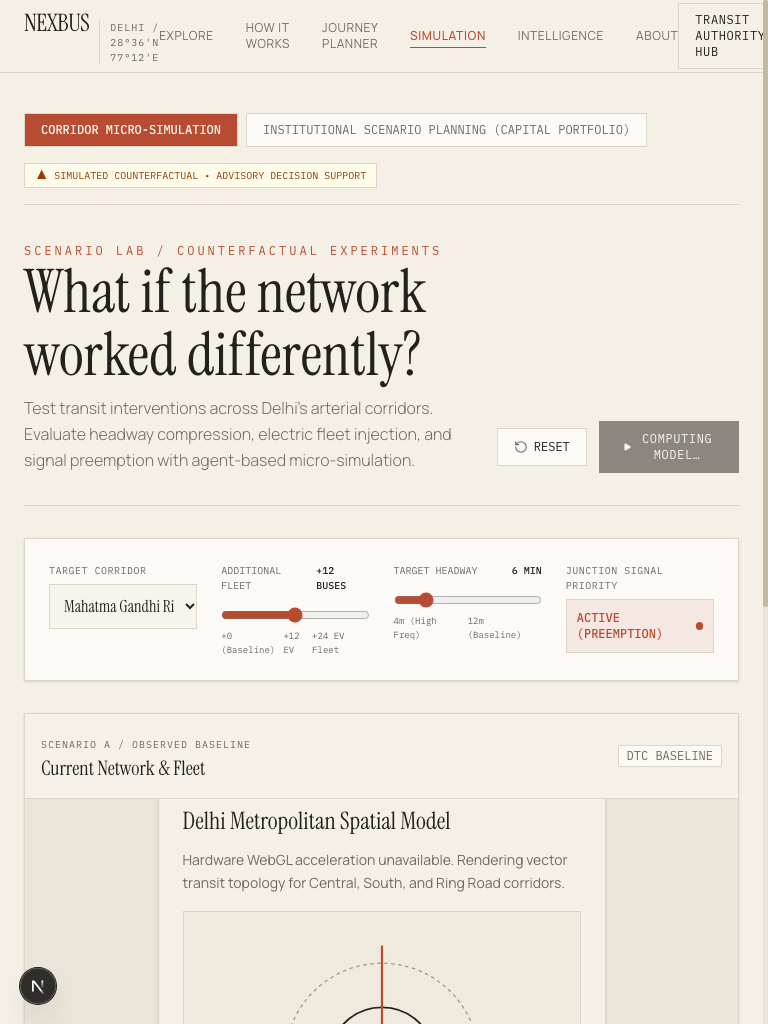 NEXBUS
DELHI /
28°36'N
77°12'E
EXPLORE
HOW IT
WORKS
JOURNEY
PLANNER
SIMULATION
INTELLIGENCE
ABOUT
TRANSIT
AUTHORITY
HUB
CORRIDOR MICRO-SIMULATION
INSTITUTIONAL SCENARIO PLANNING (CAPITAL PORTFOLIO)
▲ SIMULATED COUNTERFACTUAL • ADVISORY DECISION SUPPORT
SCENARIO LAB / COUNTERFACTUAL EXPERIMENTS
What if the network
worked differently?
Test transit interventions across Delhi's arterial corridors.
Evaluate headway compression, electric fleet injection, and
signal preemption with agent-based micro-simulation.
RESET
COMPUTING
MODEL…
TARGET CORRIDOR
Mahatma Gandhi Ri
ADDITIONAL
FLEET
+12
BUSES
+0
(Baseline)
+12
EV
+24 EV
Fleet
TARGET HEADWAY
6 MIN
4m (High
Freq)
12m
(Baseline)
JUNCTION SIGNAL
PRIORITY
ACTIVE
(PREEMPTION)
SCENARIO A / OBSERVED BASELINE
Current Network & Fleet
DTC BASELINE
Delhi Metropolitan Spatial Model
Hardware WebGL acceleration unavailable. Rendering vector
transit topology for Central, South, and Ring Road corridors.
N